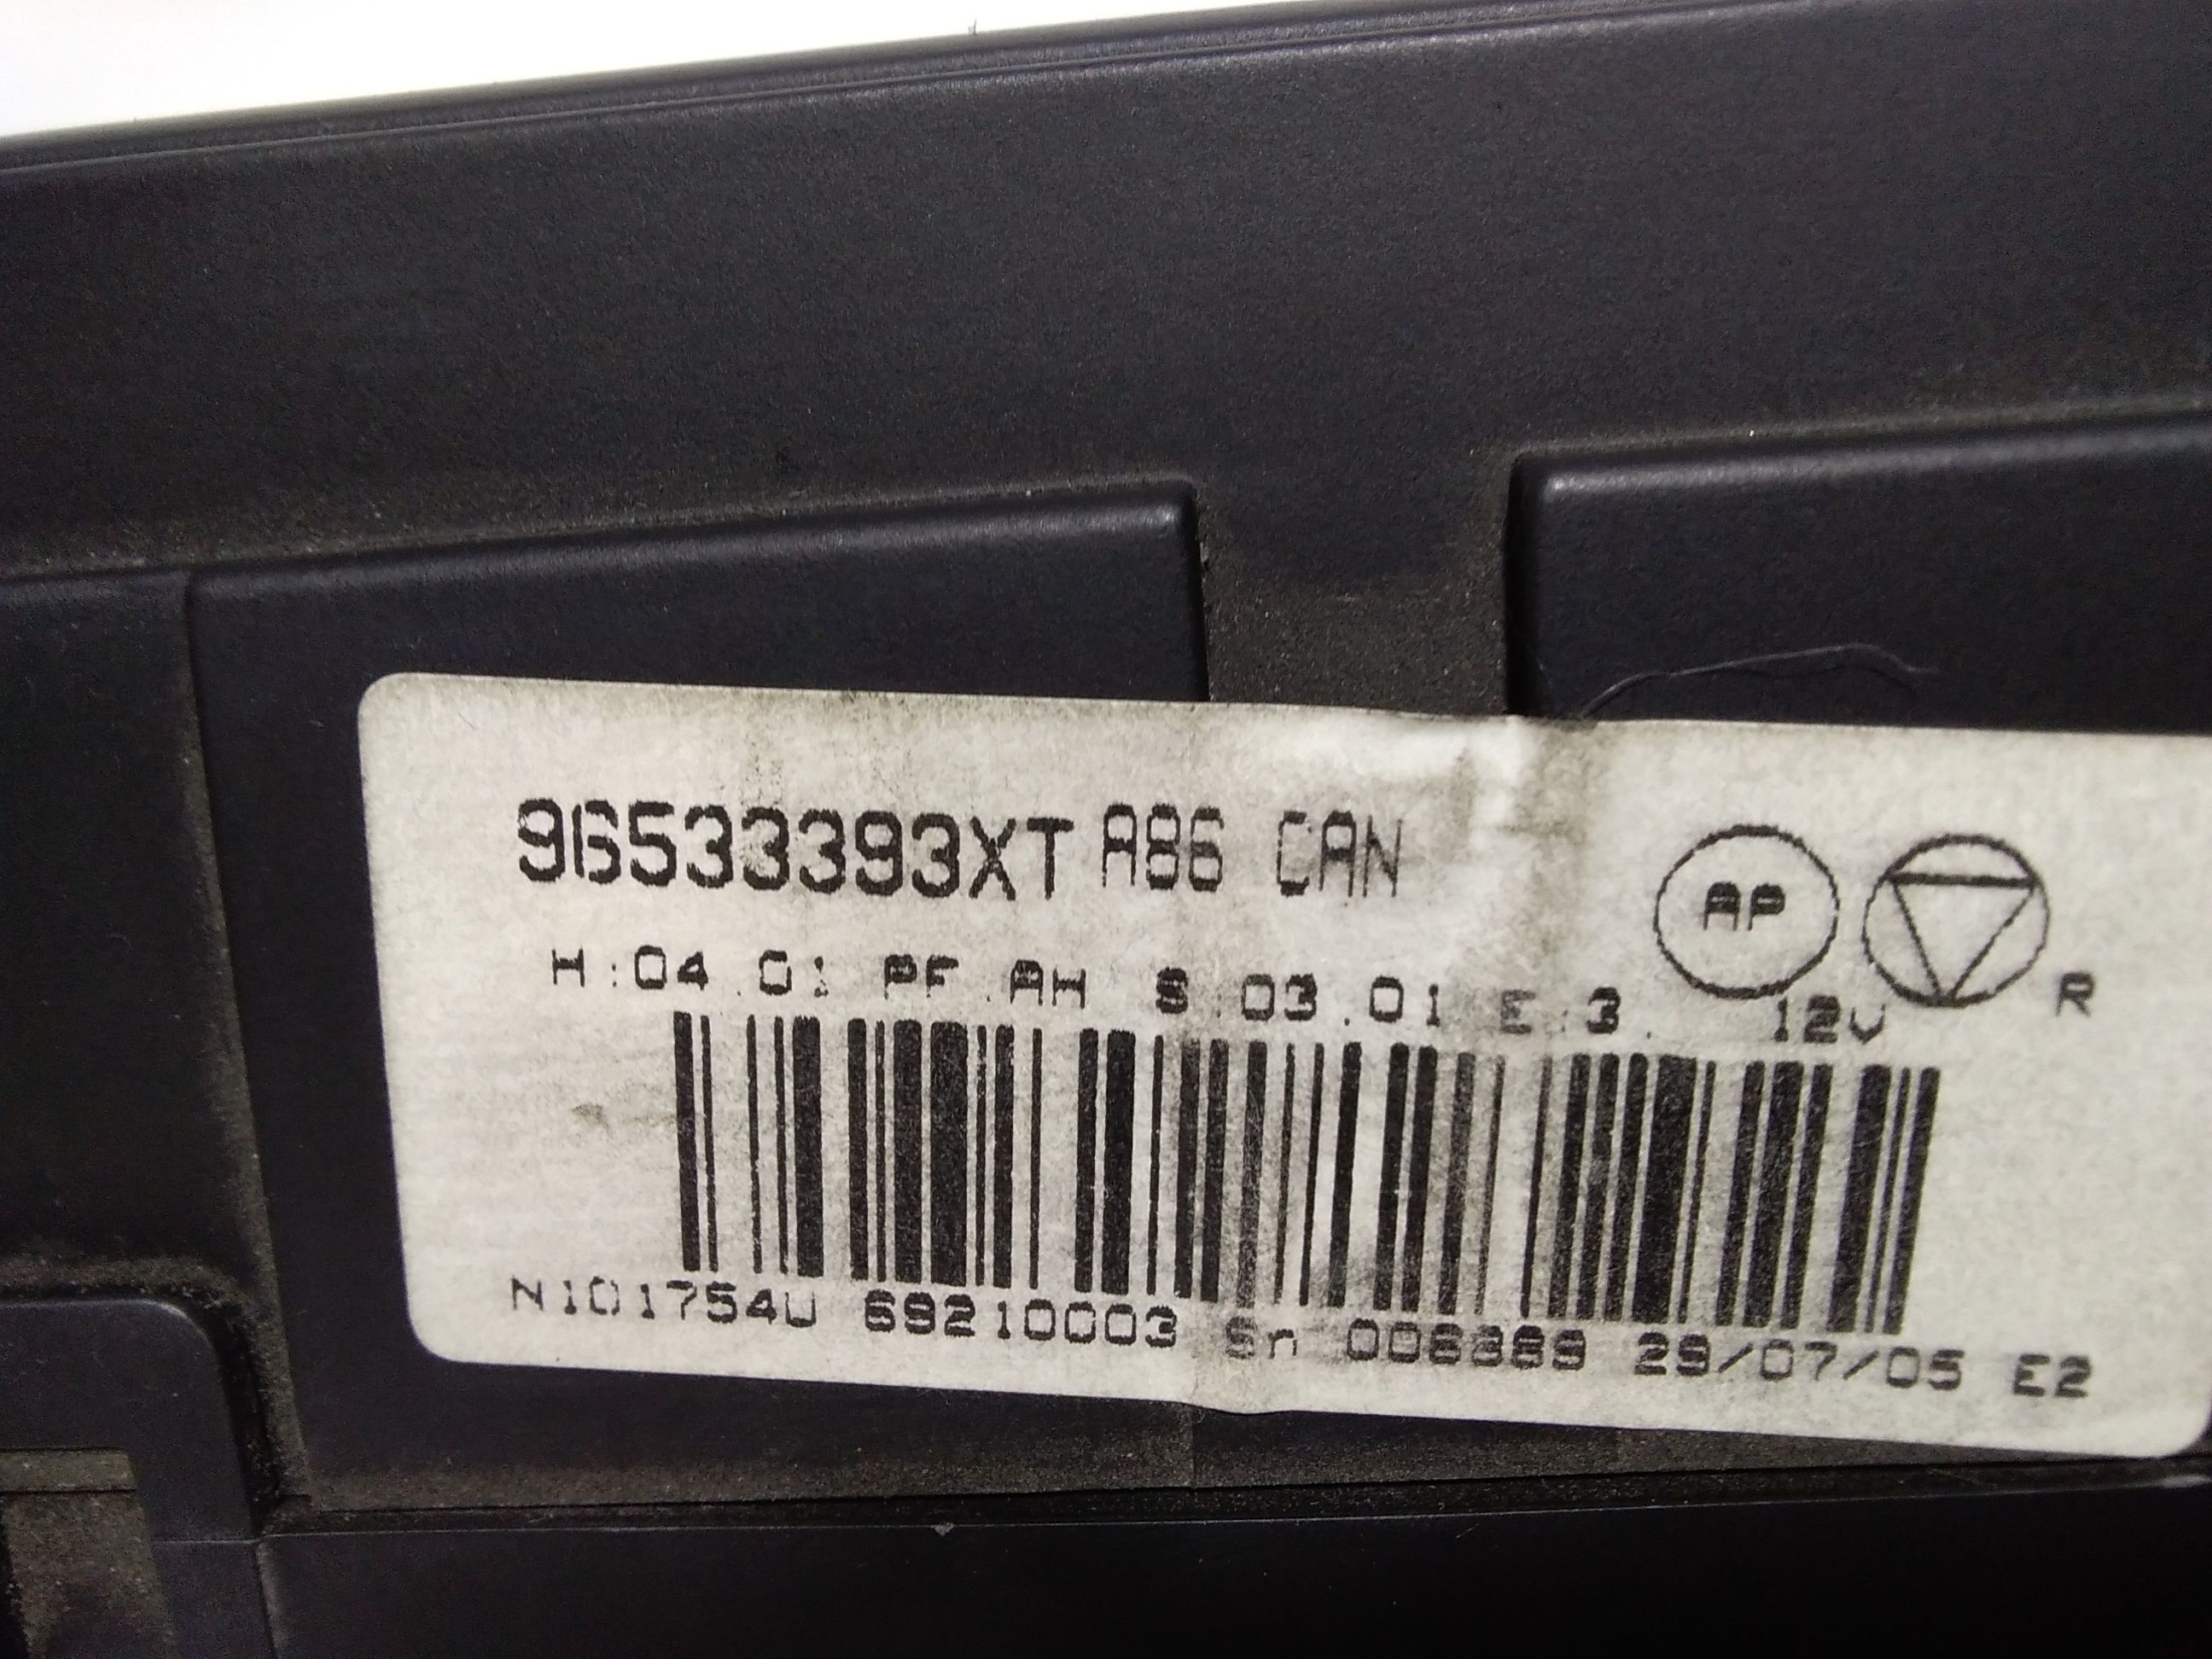 96533393XT A86 CAN
AP
H:04.01 PF.AH S:03.01 E:3. 12V R
N101754U 69210003 Sn 006389 29/07/05 E2